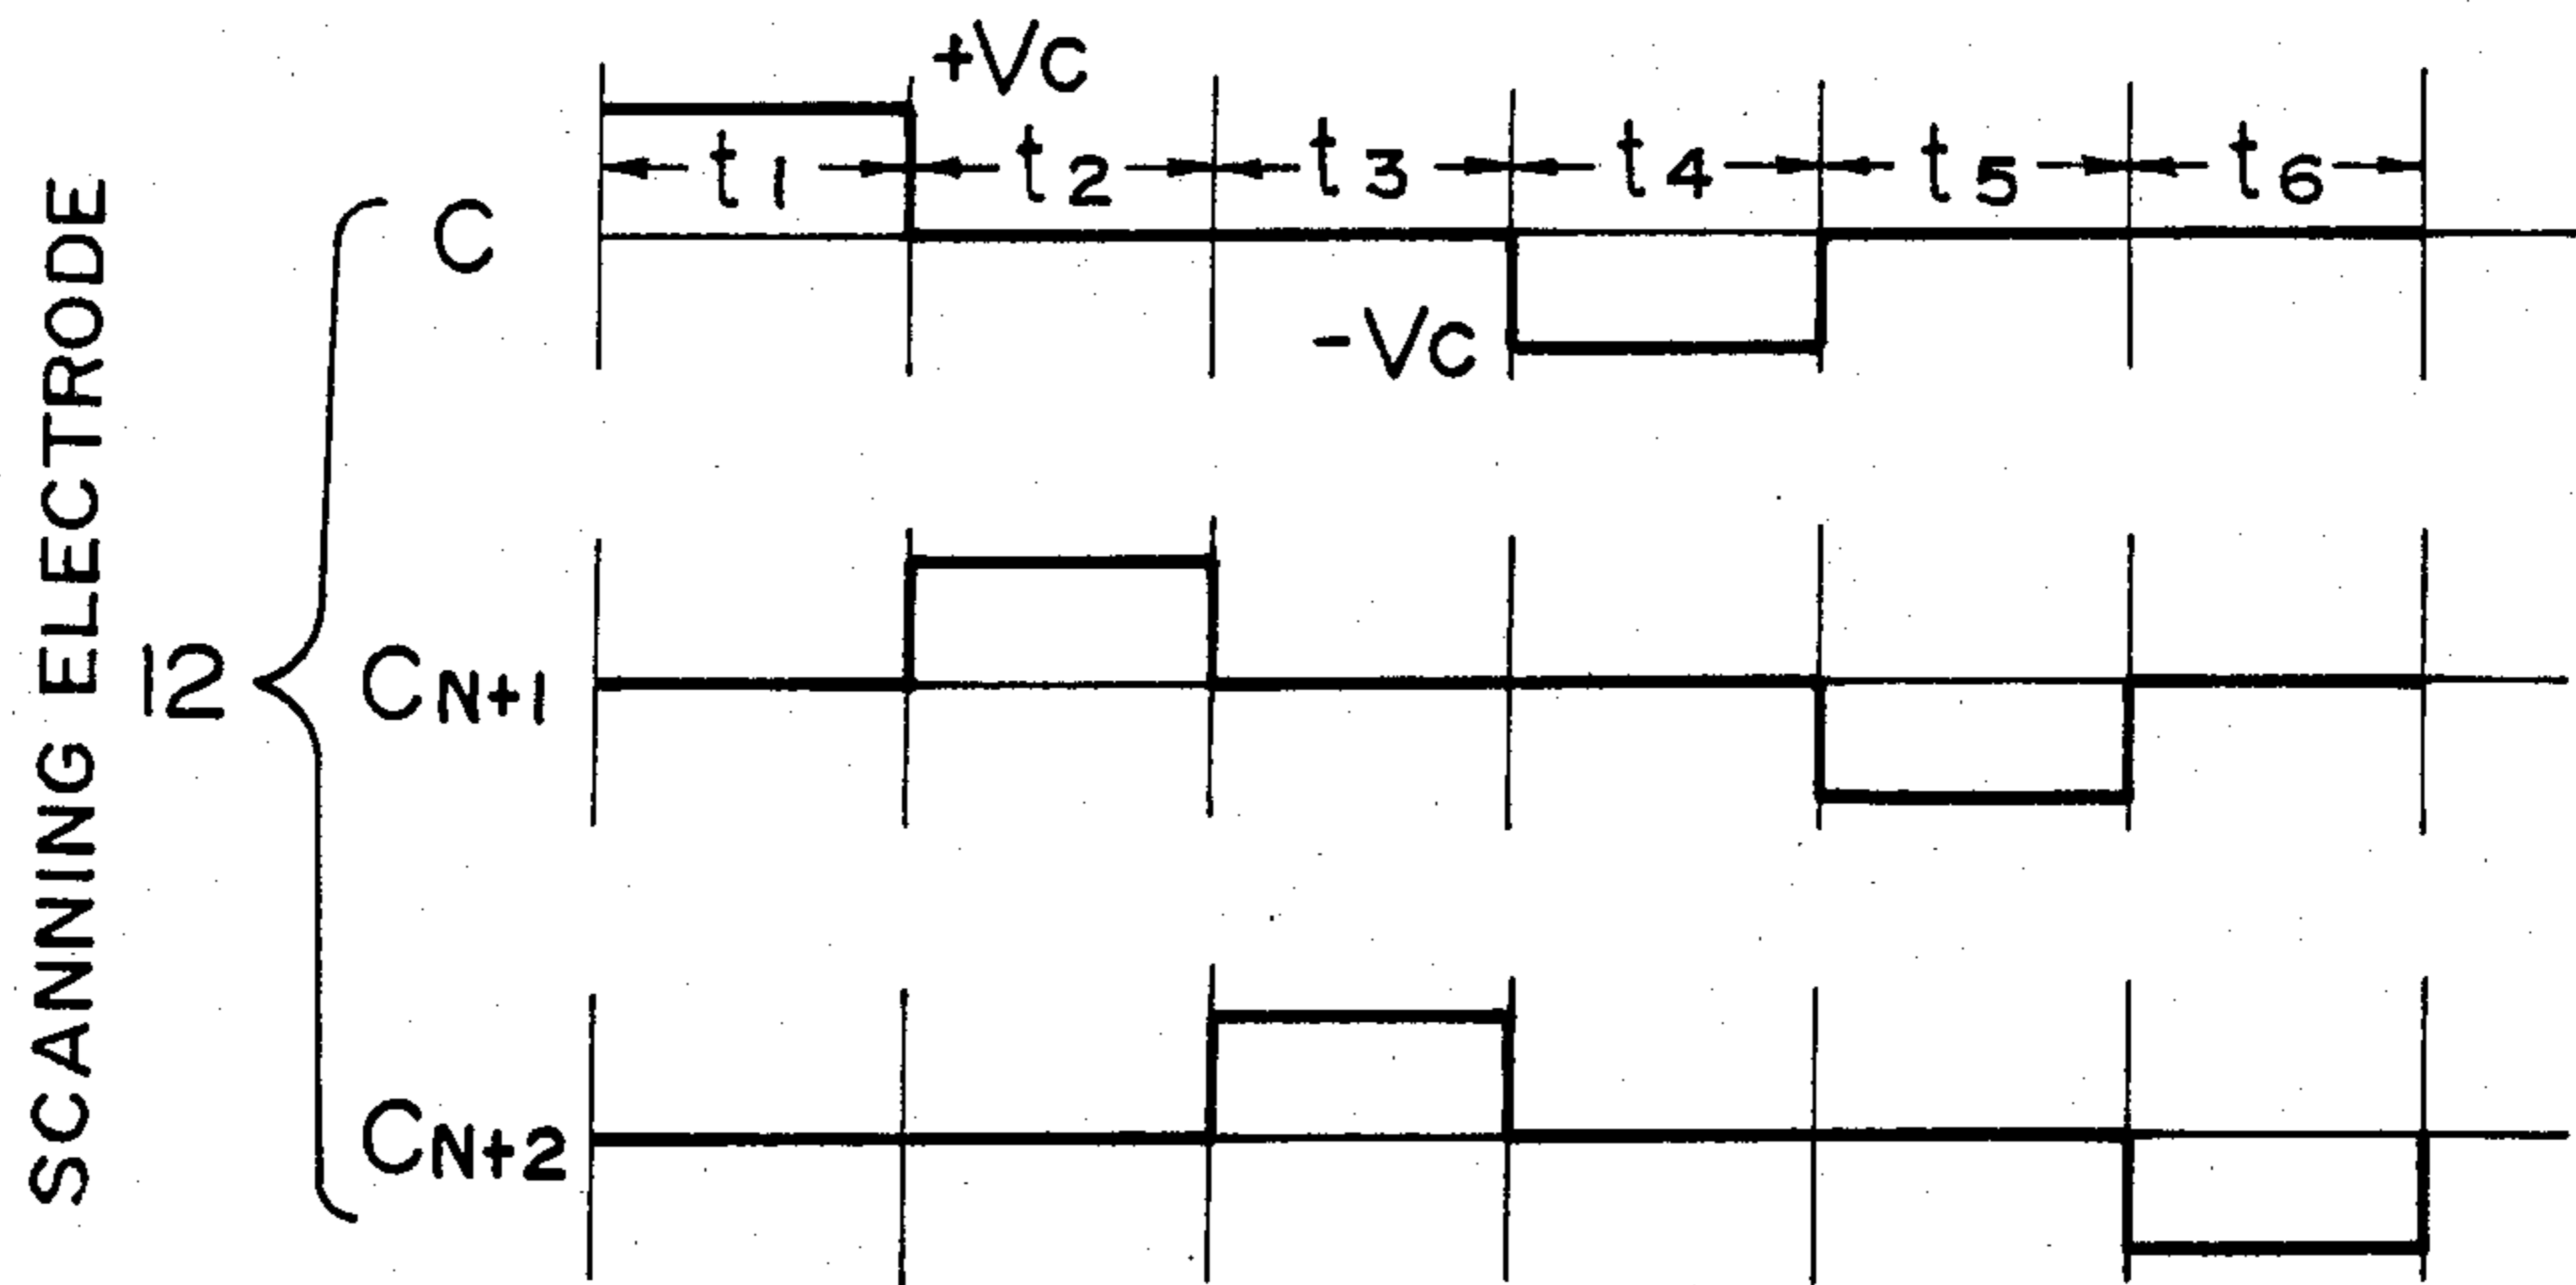 SCANNING ELECTRODE
12
C
+Vc
t1
t2
t3
t4
t5
t6
-Vc
CN+1
CN+2